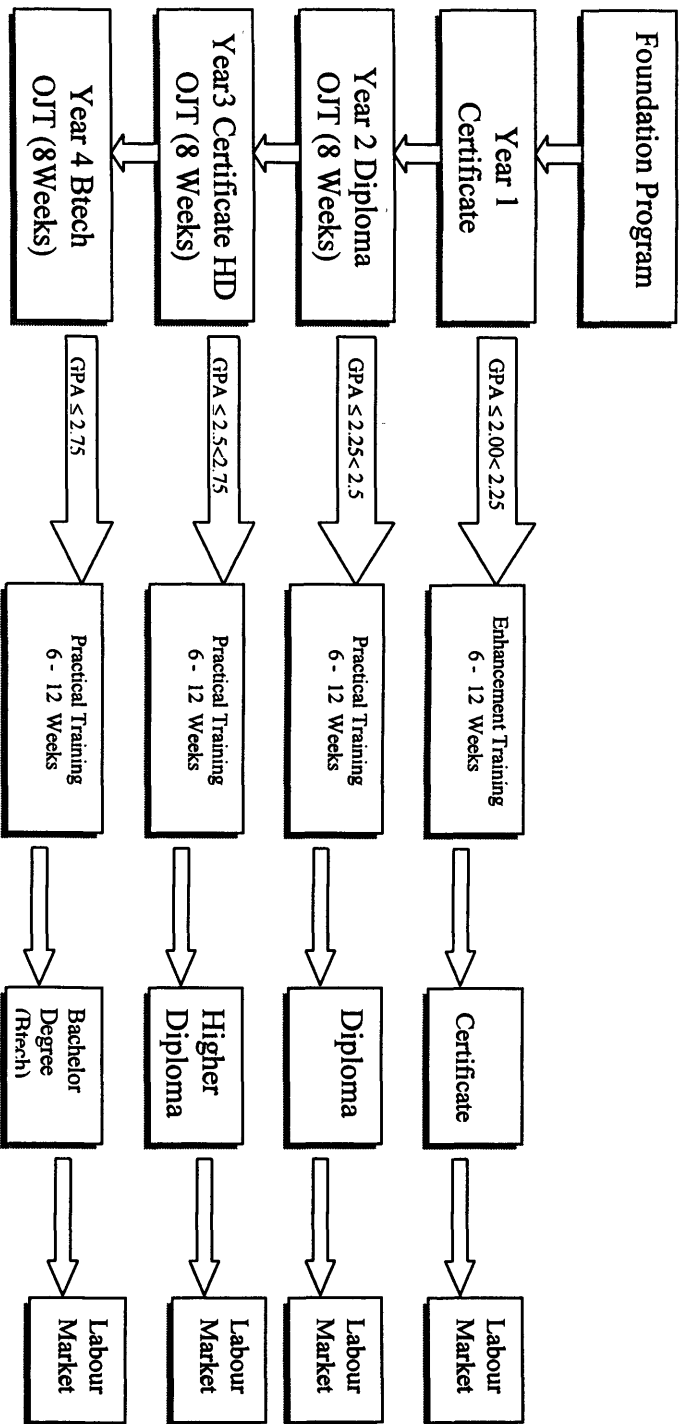 Foundation Program
Year 1
Certificate
GPA ≤ 2.00< 2.25
Enhancement Training
6 - 12 Weeks
Certificate
Labour
Market
Year 2 Diploma
OJT (8 Weeks)
GPA ≤ 2.25< 2.5
Practical Training
6 - 12 Weeks
Diploma
Labour
Market
Year3 Certificate HD
OJT (8 Weeks)
GPA ≤ 2.5<2.75
Practical Training
6 - 12 Weeks
Higher
Diploma
Labour
Market
Year 4 Btech
OJT (8Weeks)
GPA ≤ 2.75
Practical Training
6 - 12 Weeks
Bachelor
Degree
(Btech)
Labour
Market